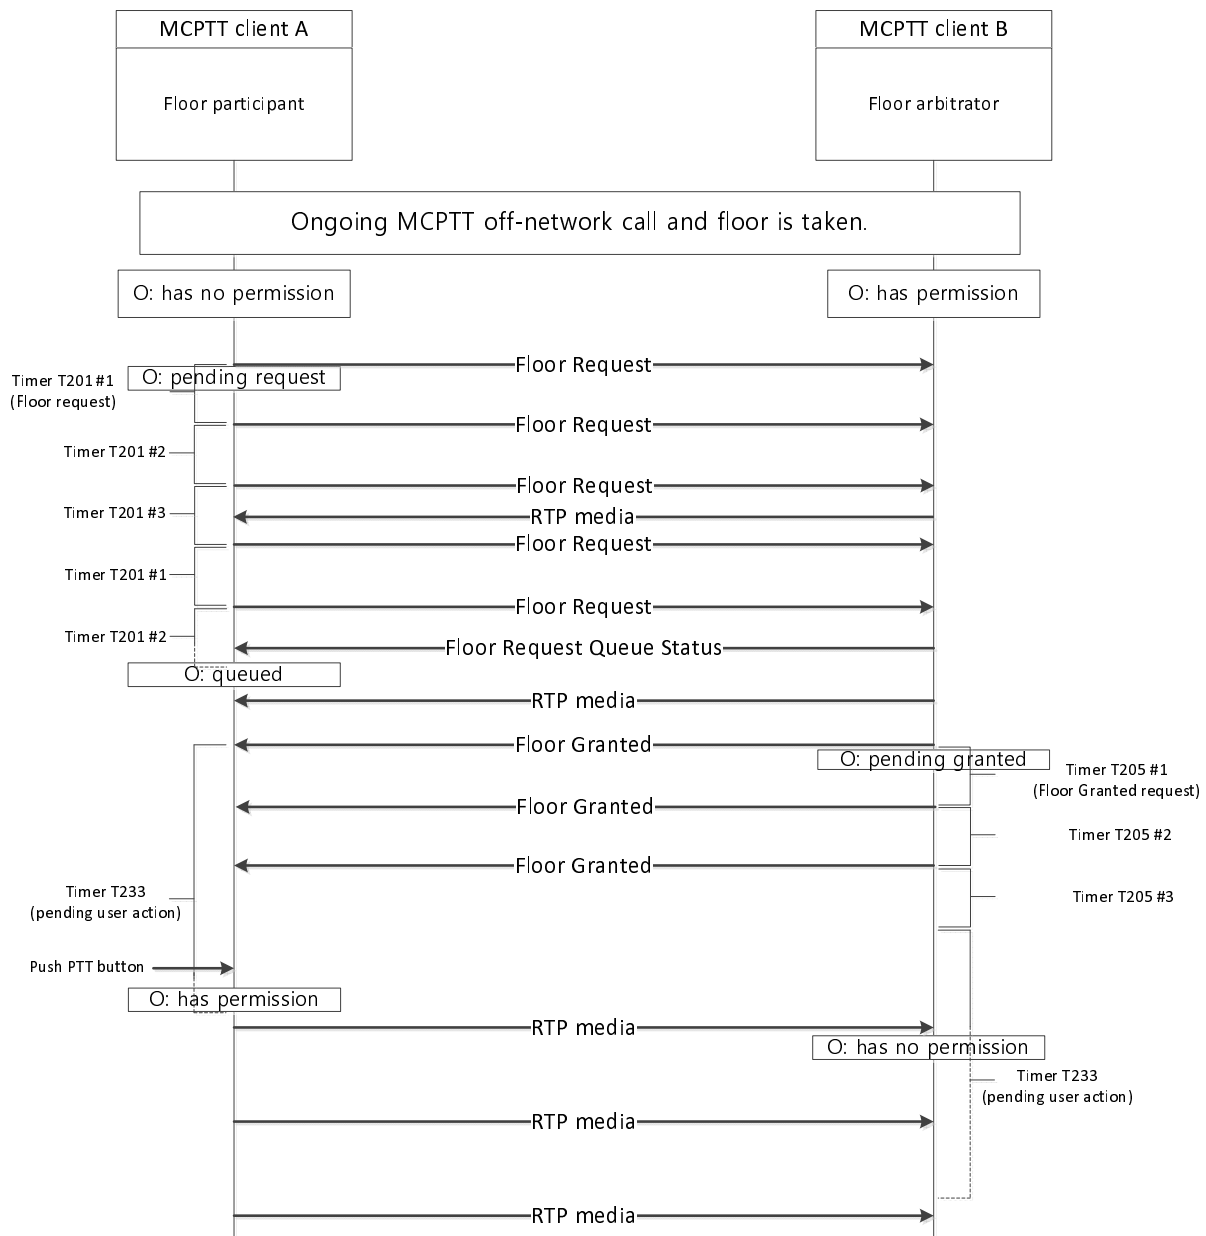 MCPTT client A
MCPTT client B
Floor participant
Floor arbitrator
Ongoing MCPTT off-network call and floor is taken.
O: has no permission
O: has permission
Floor Request
O: pending request
Timer T201 #1
(Floor request)
Floor Request
Timer T201 #2
Floor Request
Timer T201 #3
RTP media
Floor Request
Timer T201 #1
Floor Request
Timer T201 #2
Floor Request Queue Status
O: queued
RTP media
Floor Granted
O: pending granted
Timer T205 #1
(Floor Granted request)
Floor Granted
Timer T205 #2
Floor Granted
Timer T233
(pending user action)
Timer T205 #3
Push PTT button
O: has permission
RTP media
O: has no permission
Timer T233
(pending user action)
RTP media
RTP media